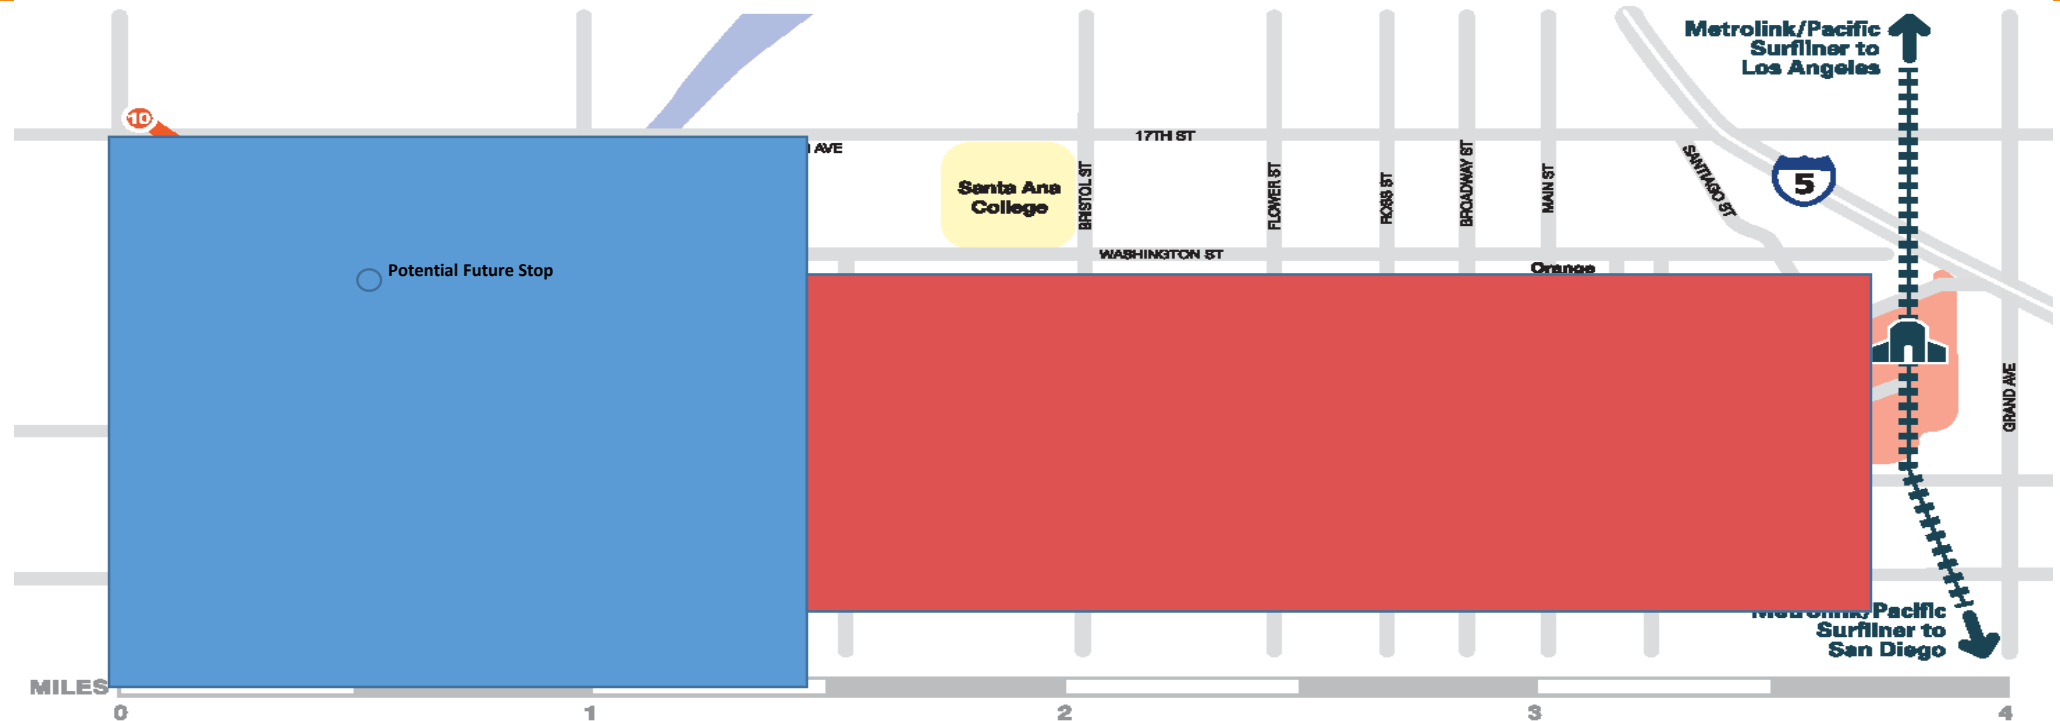 Metrolink/Pacific
Surfliner to
Los Angeles
10
17TH ST
AVE
Santa Ana
College
BRISTOL ST
FLOWER ST
ROSS ST
BROADWAY ST
MAIN ST
SANTIAGO ST
5
WASHINGTON ST
Orange
Potential Future Stop
GRAND AVE
Metrolink/Pacific
Surfliner to
San Diego
MILES
0 1 2 3 4